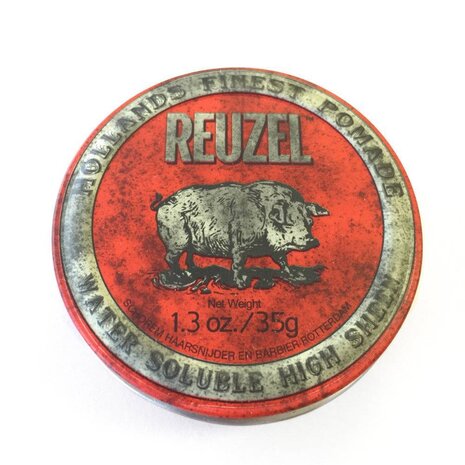 HOLLANDS FINEST POMADE
REUZEL
Net Weight
1.3 oz./35g
SCHOREM HAARSNIJDER EN BARBIER ROTTERDAM
WATER SOLUBLE HIGH SHEEN